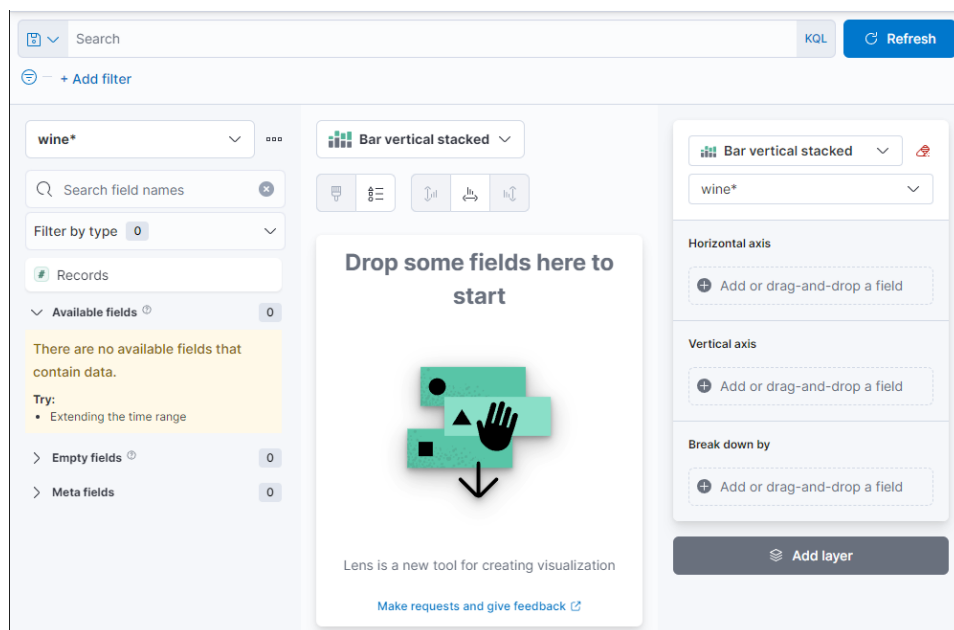 Search
KQL
Refresh
+ Add filter
wine*
Search field names
Filter by type 0
# Records
Available fields 0
There are no available fields that
contain data.
Try:
• Extending the time range
Empty fields 0
Meta fields 0
Bar vertical stacked
Drop some fields here to
start
Lens is a new tool for creating visualization
Make requests and give feedback
Bar vertical stacked
wine*
Horizontal axis
Add or drag-and-drop a field
Vertical axis
Add or drag-and-drop a field
Break down by
Add or drag-and-drop a field
Add layer